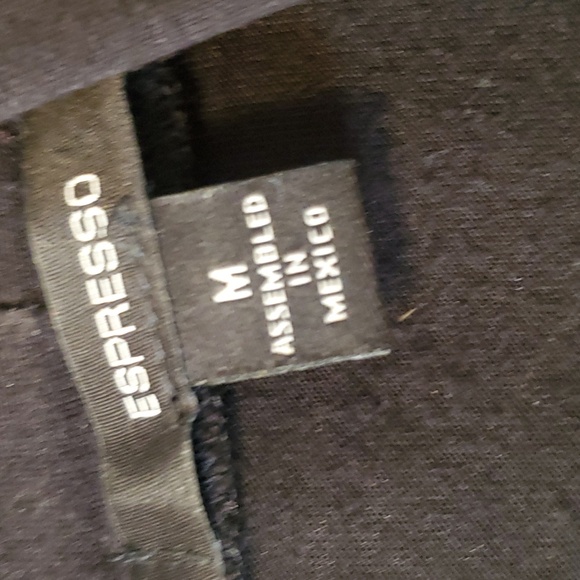 ESPRESSO
M
ASSEMBLED
IN
MEXICO